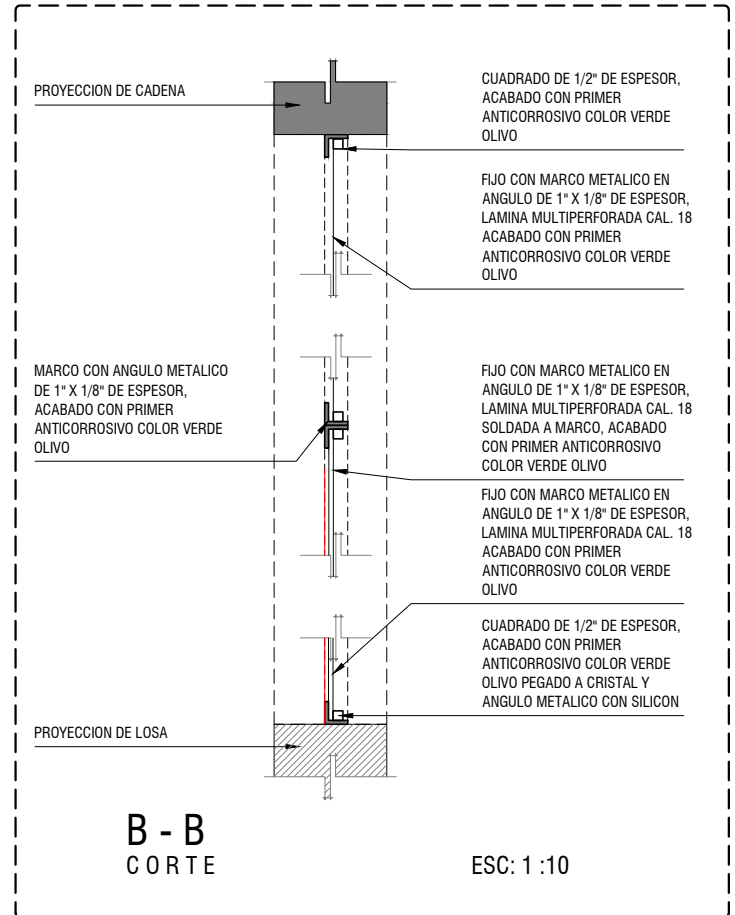 PROYECCION DE CADENA
CUADRADO DE 1/2" DE ESPESOR,
ACABADO CON PRIMER
ANTICORROSIVO COLOR VERDE
OLIVO
FIJO CON MARCO METALICO EN
ANGULO DE 1" X 1/8" DE ESPESOR,
LAMINA MULTIPERFORADA CAL. 18
ACABADO CON PRIMER
ANTICORROSIVO COLOR VERDE
OLIVO
MARCO CON ANGULO METALICO
DE 1" X 1/8" DE ESPESOR,
ACABADO CON PRIMER
ANTICORROSIVO COLOR VERDE
OLIVO
FIJO CON MARCO METALICO EN
ANGULO DE 1" X 1/8" DE ESPESOR,
LAMINA MULTIPERFORADA CAL. 18
SOLDADA A MARCO, ACABADO
CON PRIMER ANTICORROSIVO
COLOR VERDE OLIVO
FIJO CON MARCO METALICO EN
ANGULO DE 1" X 1/8" DE ESPESOR,
LAMINA MULTIPERFORADA CAL. 18
ACABADO CON PRIMER
ANTICORROSIVO COLOR VERDE
OLIVO
CUADRADO DE 1/2" DE ESPESOR,
ACABADO CON PRIMER
ANTICORROSIVO COLOR VERDE
OLIVO PEGADO A CRISTAL Y
ANGULO METALICO CON SILICON
PROYECCION DE LOSA
B - B
CORTE
ESC: 1 :10